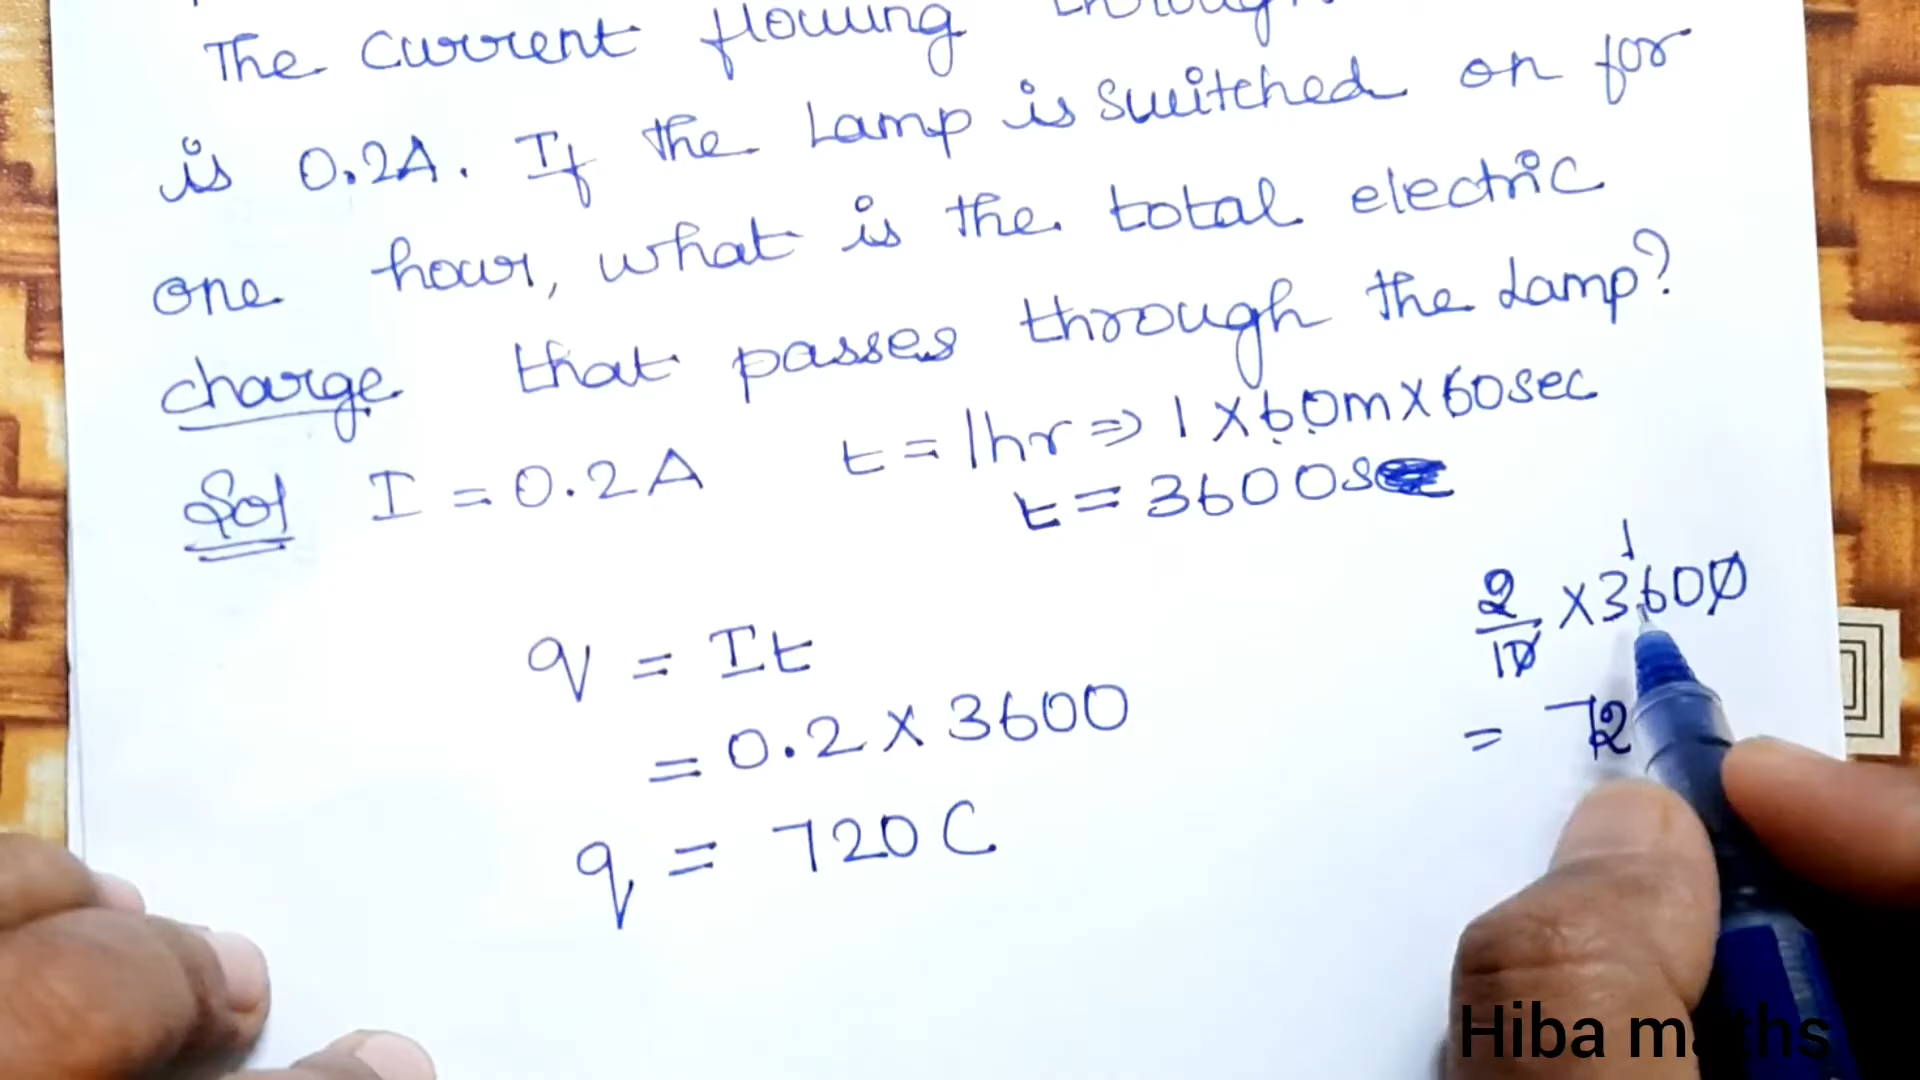 The current flowing through
is 0.2A. If the Lamp is switched on for
one hour, what is the total electric
charge that passes through the Lamp?
Sol I = 0.2A t = 1hr ⇒ 1 X 60m X 60sec
t = 3600s
q = It
= 0.2 X 3600
q = 720 C
2/10 X 3600
1
= 72
Hiba maths